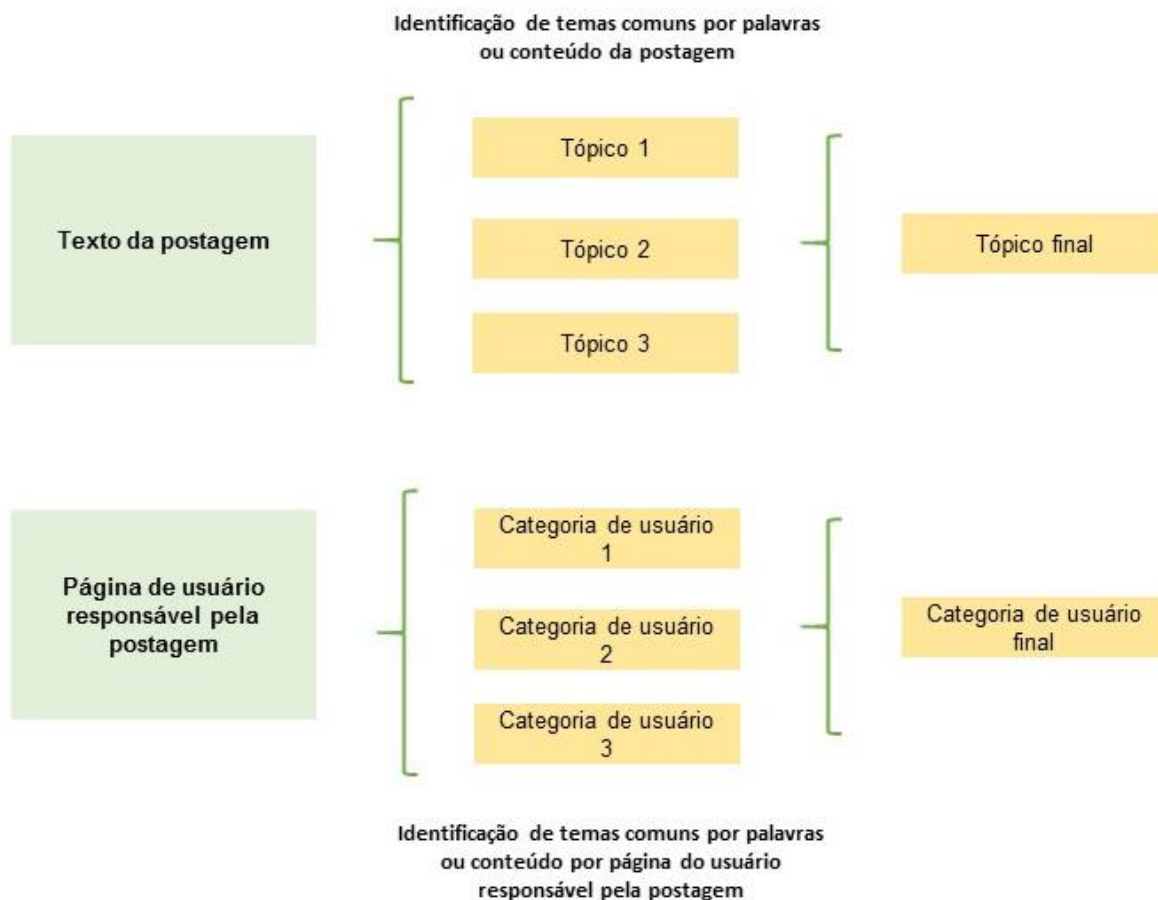 Identificação de temas comuns por palavras
ou conteúdo da postagem
Texto da postagem
Tópico 1
Tópico 2
Tópico 3
Tópico final
Página de usuário
responsável pela
postagem
Categoria de usuário
1
Categoria de usuário
2
Categoria de usuário
3
Categoria de usuário
final
Identificação de temas comuns por palavras
ou conteúdo por página do usuário
responsável pela postagem